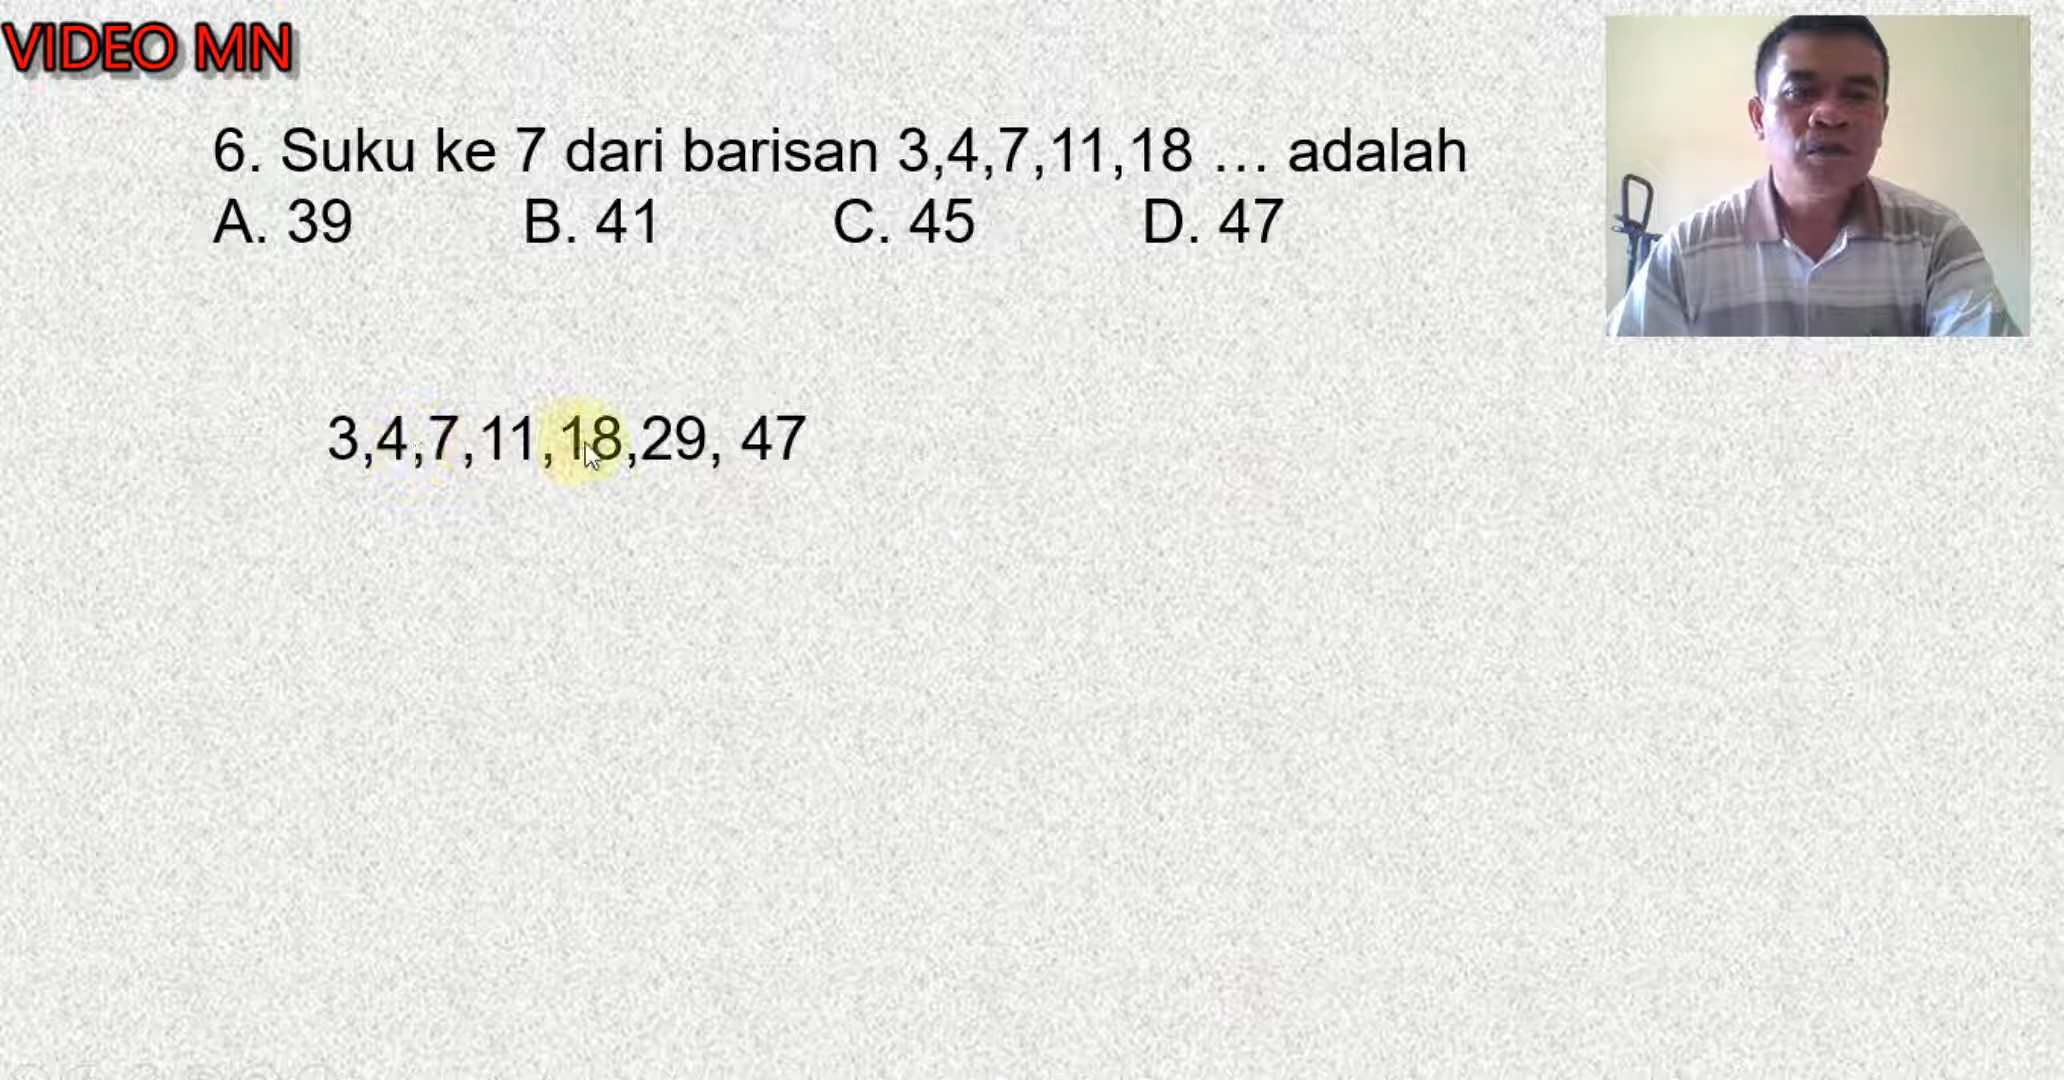 VIDEO MN
6. Suku ke 7 dari barisan 3,4,7,11,18 ... adalah
A. 39 B. 41 C. 45 D. 47
3,4,7,11,18,29, 47